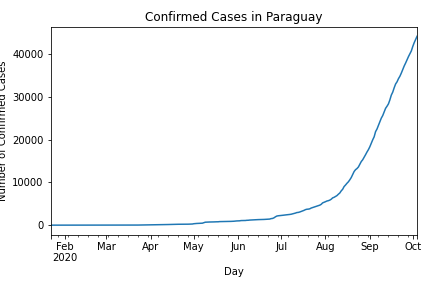 Confirmed Cases in Paraguay
Number of Confirmed Cases
40000
30000
20000
10000
0
Feb Mar Apr May Jun Jul Aug Sep Oct
2020
Day